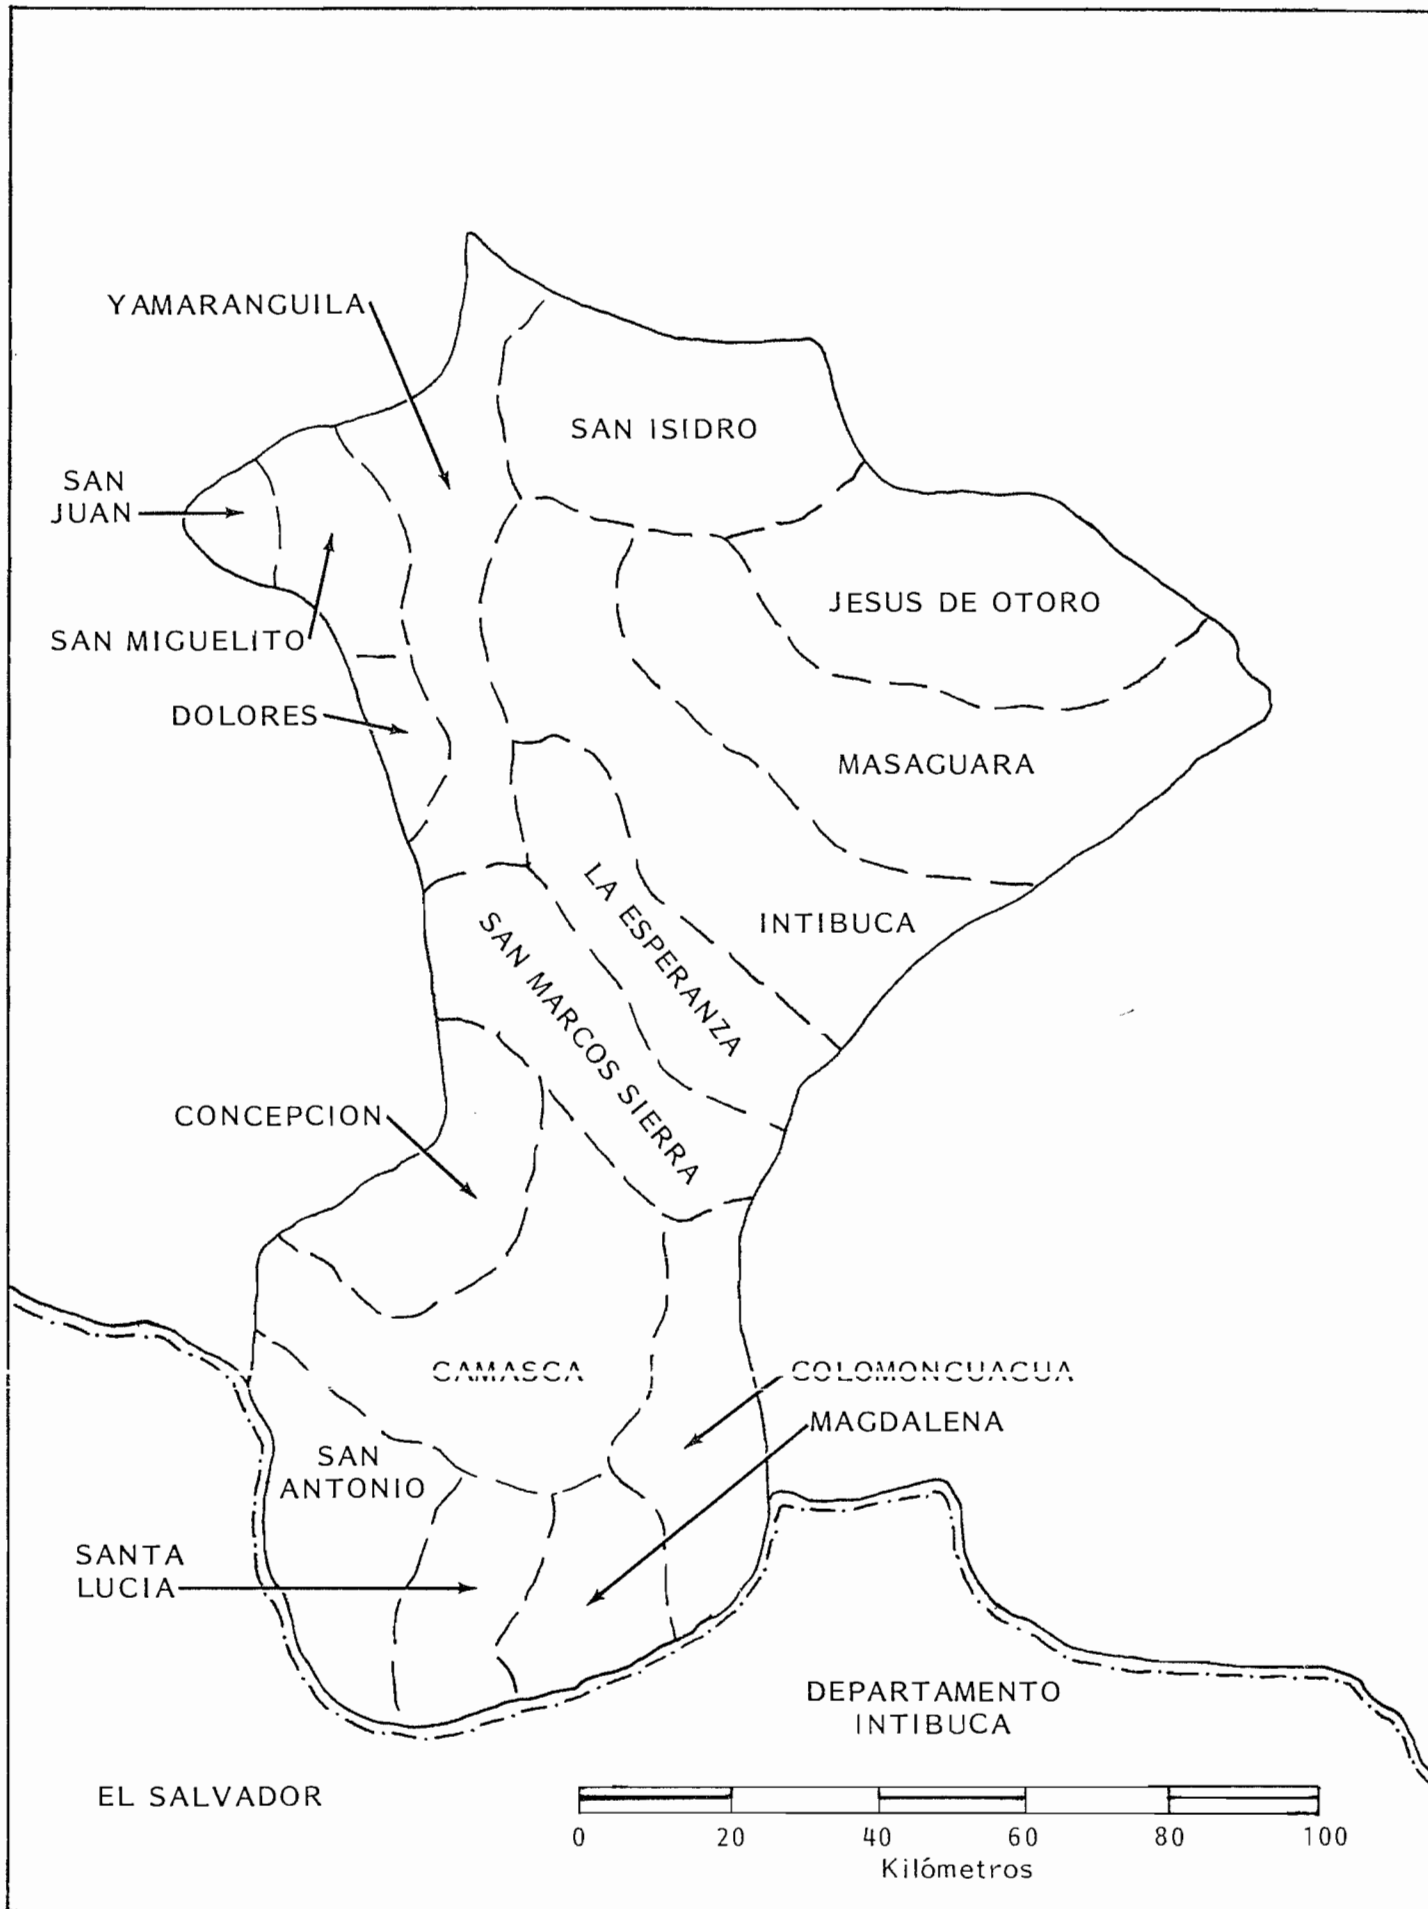 YAMARANGUILA
SAN ISIDRO
SAN
JUAN
JESUS DE OTORO
SAN MIGUELITO
DOLORES
MASAGUARA
LA ESPERANZA
INTIBUCA
SAN MARCOS SIERRA
CONCEPCION
CAMASCA
COLOMONCUAGUA
MAGDALENA
SAN
ANTONIO
SANTA
LUCIA
DEPARTAMENTO
INTIBUCA
EL SALVADOR
0 20 40 60 80 100
Kilómetros